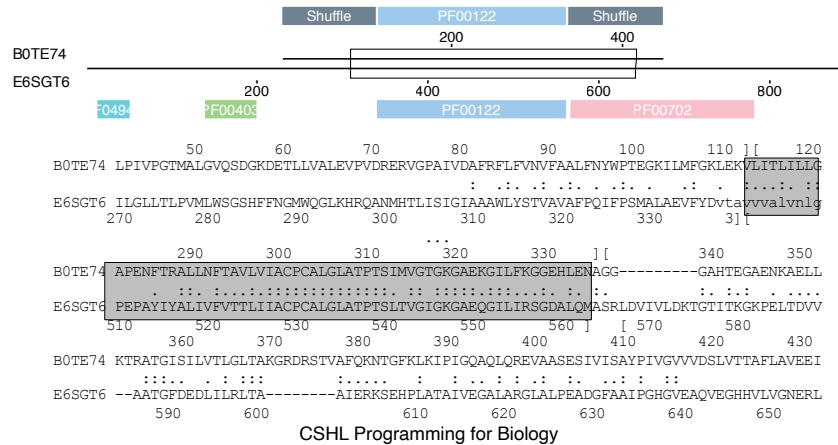 Shuffle PF00122 Shuffle
200 400
B0TE74
E6SGT6
200 400 600 800
PF0494 PF00403 PF00122 PF00702
50 60 70 80 90 100 110 ][ 120
B0TE74 LPIVPGTMALGVQSDGKDETLLVALEVPVDRERVGPAIVDAFRFLFVNVFAALFNYWPTEGKILMFGKLEKVLITLILLG
E6SGT6 ILGLLTLPVMLWSGSHFFNGMWQGLKHRQANMHTLISIGIAAAWLYSTVAVAFPQIFPSMALAEVFYDvtavvvalvnlg
270 280 290 300 310 320 330 3][
...
290 300 310 320 330 ][ 340 350
B0TE74 APENFTRALLNFTAVLVIACPCALGLATPTSIMVGTGKGAEKGILFKGGEHLENAGG---------GAHTEGAENKAELL
E6SGT6 PEPAYIYALIVFVTTLIIACPCALGLATPTSLTVGIGKGAEQGILIRSGDALQMASRLDVIVLDKTGTITKGKPELTDVV
510 520 530 540 550 560 ] [ 570 580
360 370 380 390 400 410 420 430
B0TE74 KTRATGISILVTLGLTAKGRDRSTVAFQKNTGFKLKIPIGQAQLQREVAASESIVISAYPIVGVVVDSLVTTAFLAVEEI
E6SGT6 --AATGFDEDLILRLTA--------AIERKSEHPLATAIVEGALARGLALPEADGFAAIPGHGVEAQVEGHHVLVGNERL
590 600 610 620 630 [ 640 650
CSHL Programming for Biology